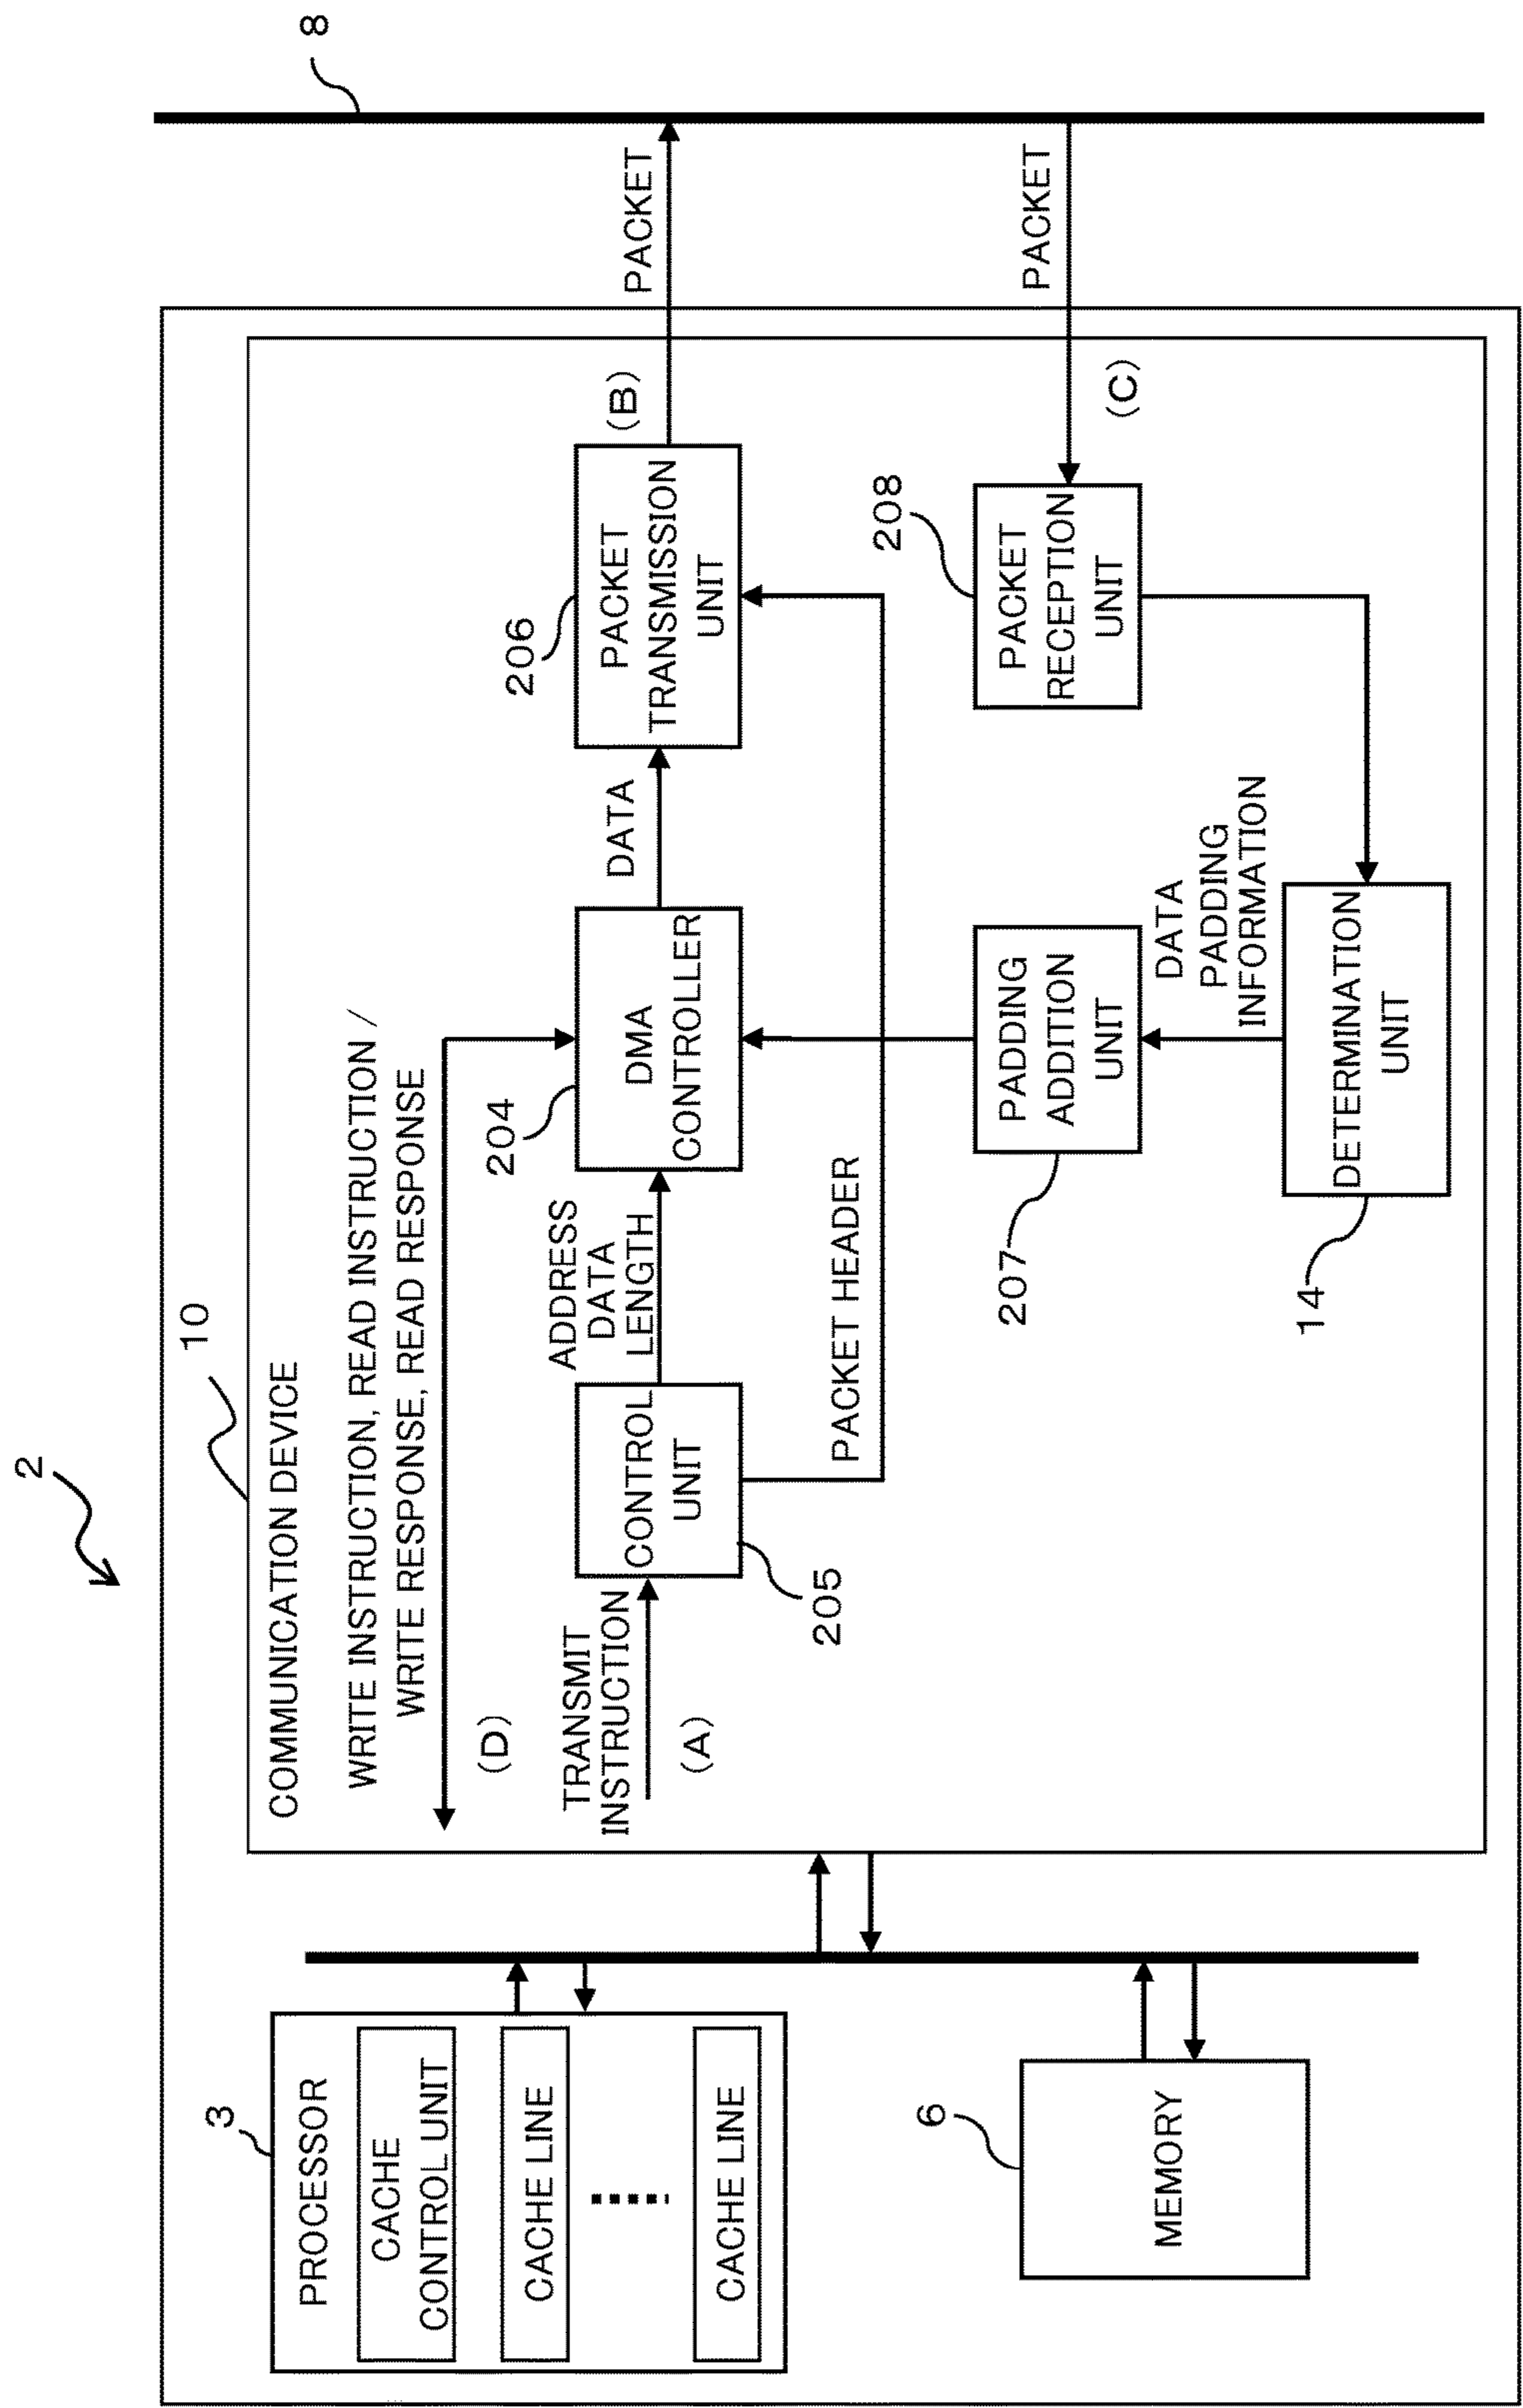 2
10
COMMUNICATION DEVICE
WRITE INSTRUCTION, READ INSTRUCTION /
WRITE RESPONSE, READ RESPONSE
(D)
3
PROCESSOR
CACHE
CONTROL UNIT
CACHE LINE
CACHE LINE
TRANSMIT
INSTRUCTION
(A)
CONTROL
UNIT
205
ADDRESS
DATA
LENGTH
204
DMA
CONTROLLER
DATA
206
PACKET
TRANSMISSION
UNIT
(B)
PACKET
8
PACKET HEADER
6
MEMORY
207
PADDING
ADDITION
UNIT
208
PACKET
RECEPTION
UNIT
(C)
PACKET
DATA
PADDING
INFORMATION
14
DETERMINATION
UNIT